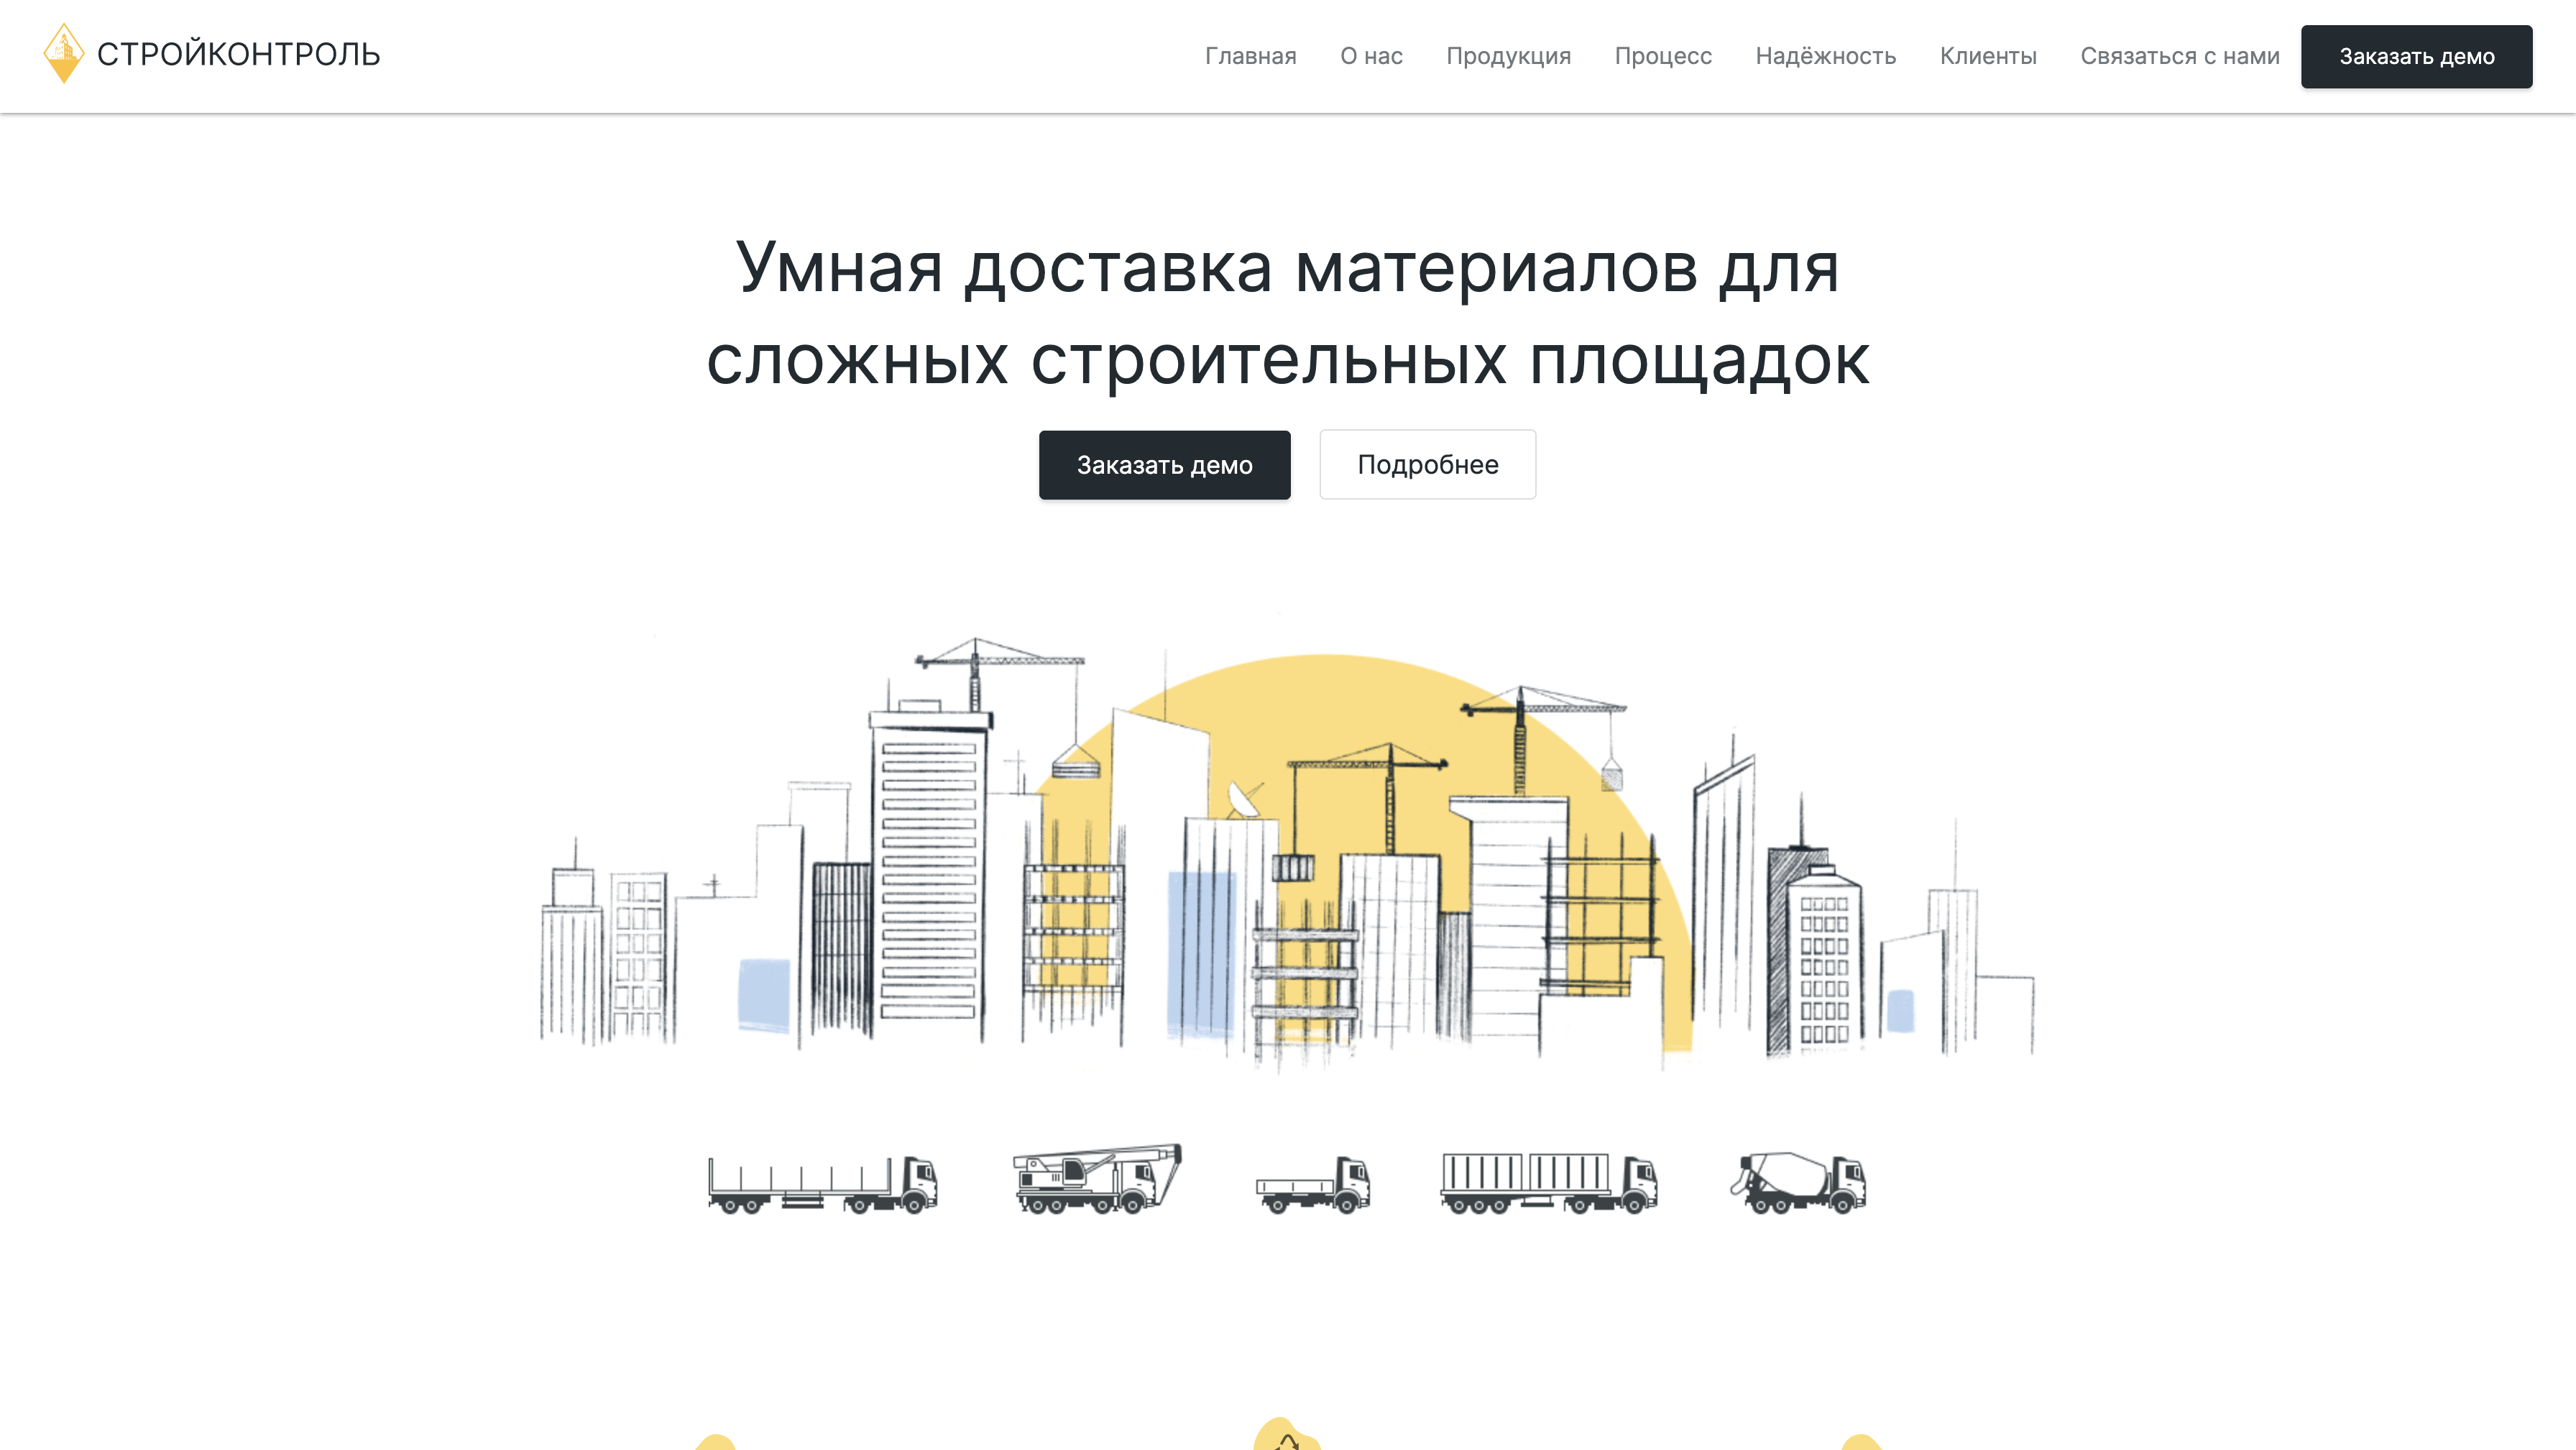 СТРОЙКОНТРОЛЬ
Главная О нас Продукция Процесс Надёжность Клиенты Связаться с нами Заказать демо
Умная доставка материалов для
сложных строительных площадок
Заказать демо Подробнее